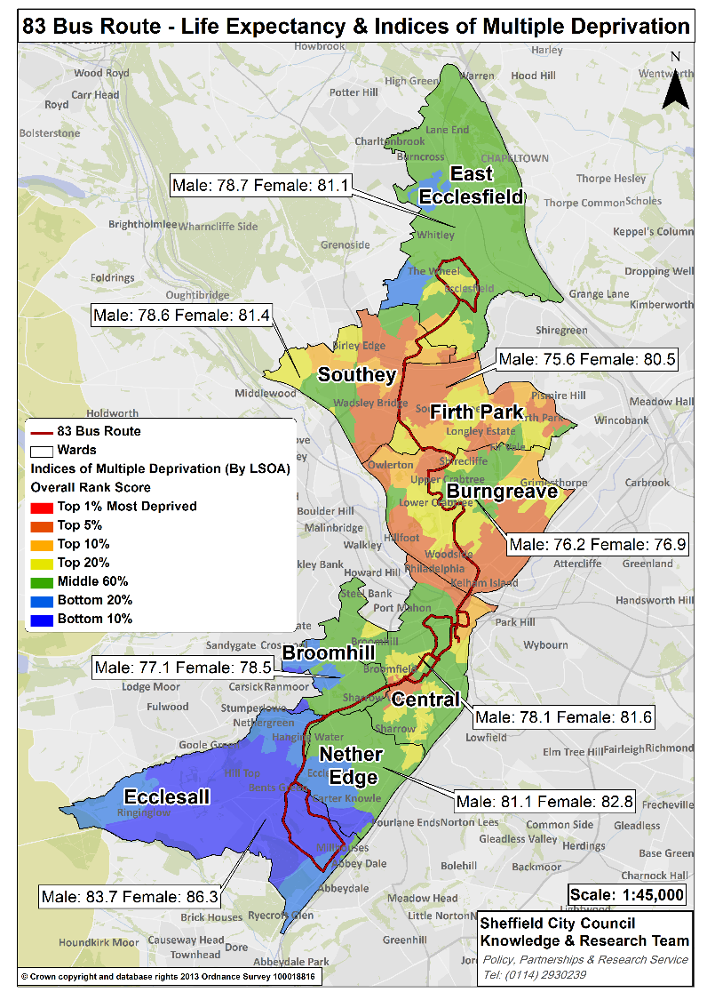 83 Bus Route - Life Expectancy & Indices of Multiple Deprivation
N
Howbrook
Harley
Wood Royd
High Green
Warren
Hood Hill
Wentworth
Carr Head
Potter Hill
Royd
Bolsterstone
Lane End
Charltonbrook
Burncross
CHAPELTOWN
East
Ecclesfield
Thorpe Hesley
Male: 78.7 Female: 81.1
Thorpe Common
Scholes
Brightholmlee
Wharncliffe Side
Whitley
Keppel's Column
Grenoside
The Wheel
Dropping Well
Foldrings
Ecclesfield
Oughtibridge
Grange Lane
Kimberworth
Male: 78.6 Female: 81.4
Shiregreen
Birley Edge
Male: 75.6 Female: 80.5
Southey
Middlewood
Wadsley Bridge
Pismire Hill
Meadow Hall
Holdworth
Firth Park
Wincobank
Longley Estate
Fir Vale
83 Bus Route
Wards
Indices of Multiple Deprivation (By LSOA)
Overall Rank Score
Top 1% Most Deprived
Top 5%
Top 10%
Top 20%
Middle 60%
Bottom 20%
Bottom 10%
Owlerton
Shirecliffe
Upper Crabtree
Grimesthorpe
Carbrook
Burngreave
Lower Crabtree
Boulder Hill
Malinbridge
Hillfoot
Male: 76.2 Female: 76.9
Walkley
Woodside
Attercliffe
Greenland
Philadelphia
Howard Hill
Kelham Island
Steel Bank
Handsworth Hill
Port Mahon
Park Hill
Sandygate
Broomhill
Wybourn
Broomhill
Male: 77.1 Female: 78.5
Broomfield
Lodge Moor
Carsick
Ranmoor
Sharrow
Central
Fulwood
Stumperlowe
Male: 78.1 Female: 81.6
Nethergreen
Sharrow
Hanging Water
Lowfield
Nether
Edge
Elm Tree Hill
Fairleigh
Richmond
Hill Top
Ecclesall
Carter Knowle
Male: 81.1 Female: 82.8
Frecheville
Ringinglow
Norton Lees
Common Side
Gleadless
Gleadless Valley
Millhouses
Herdings
Base Green
Abbey Dale
Bolehill
Backmoor
Charnock Hall
Male: 83.7 Female: 86.3
Abbeydale
Meadow Head
Scale: 1:45,000
Brick Houses
Ryecroft Glen
Little Norton
Houndkirk Moor
Causeway Head
Dore
Townhead
Greenhill
Abbeydale Park
Sheffield City Council
Knowledge & Research Team
Policy, Partnerships & Research Service
Tel: (0114) 2930239
© Crown copyright and database rights 2013 Ordnance Survey 100018816